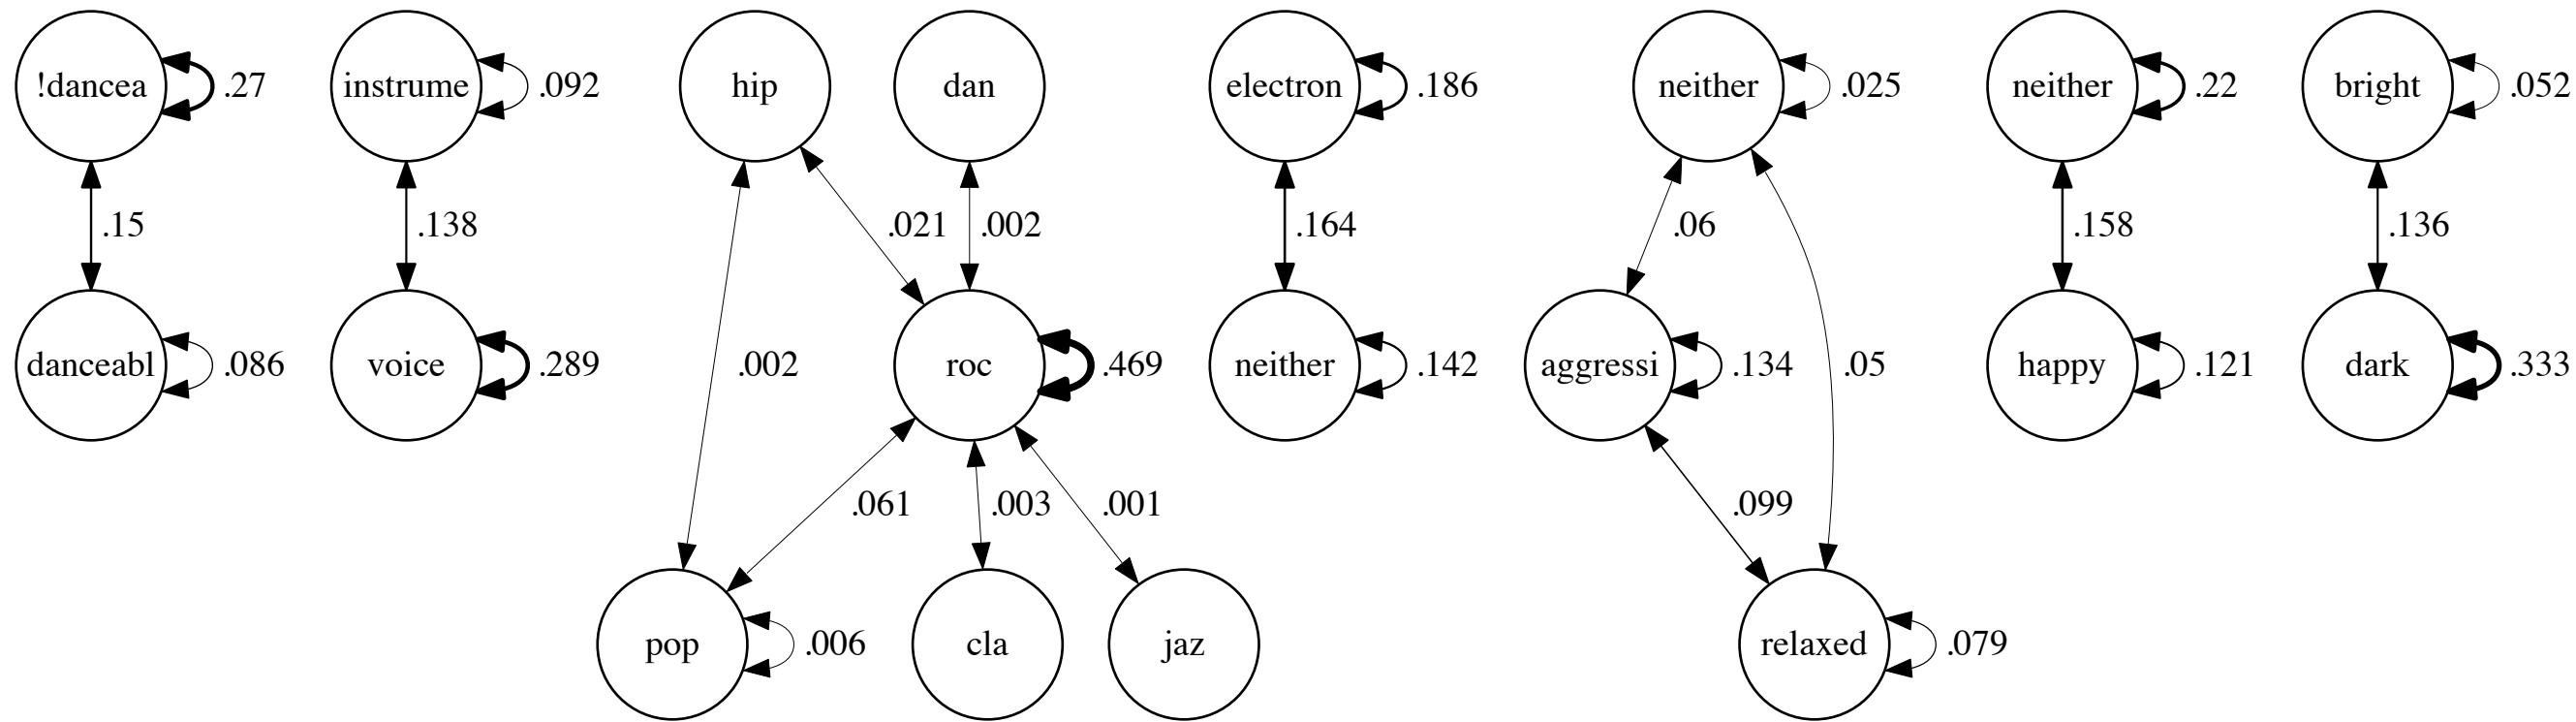 !dancea .27 instrume .092 hip dan electron .186 neither .025 neither .22 bright .052
.15 .138 .021 .002 .164 .06 .158 .136
danceabl .086 voice .289 .002 roc .469 neither .142 aggressi .134 .05 happy .121 dark .333
.061 .003 .001 .099
pop .006 cla jaz relaxed .079